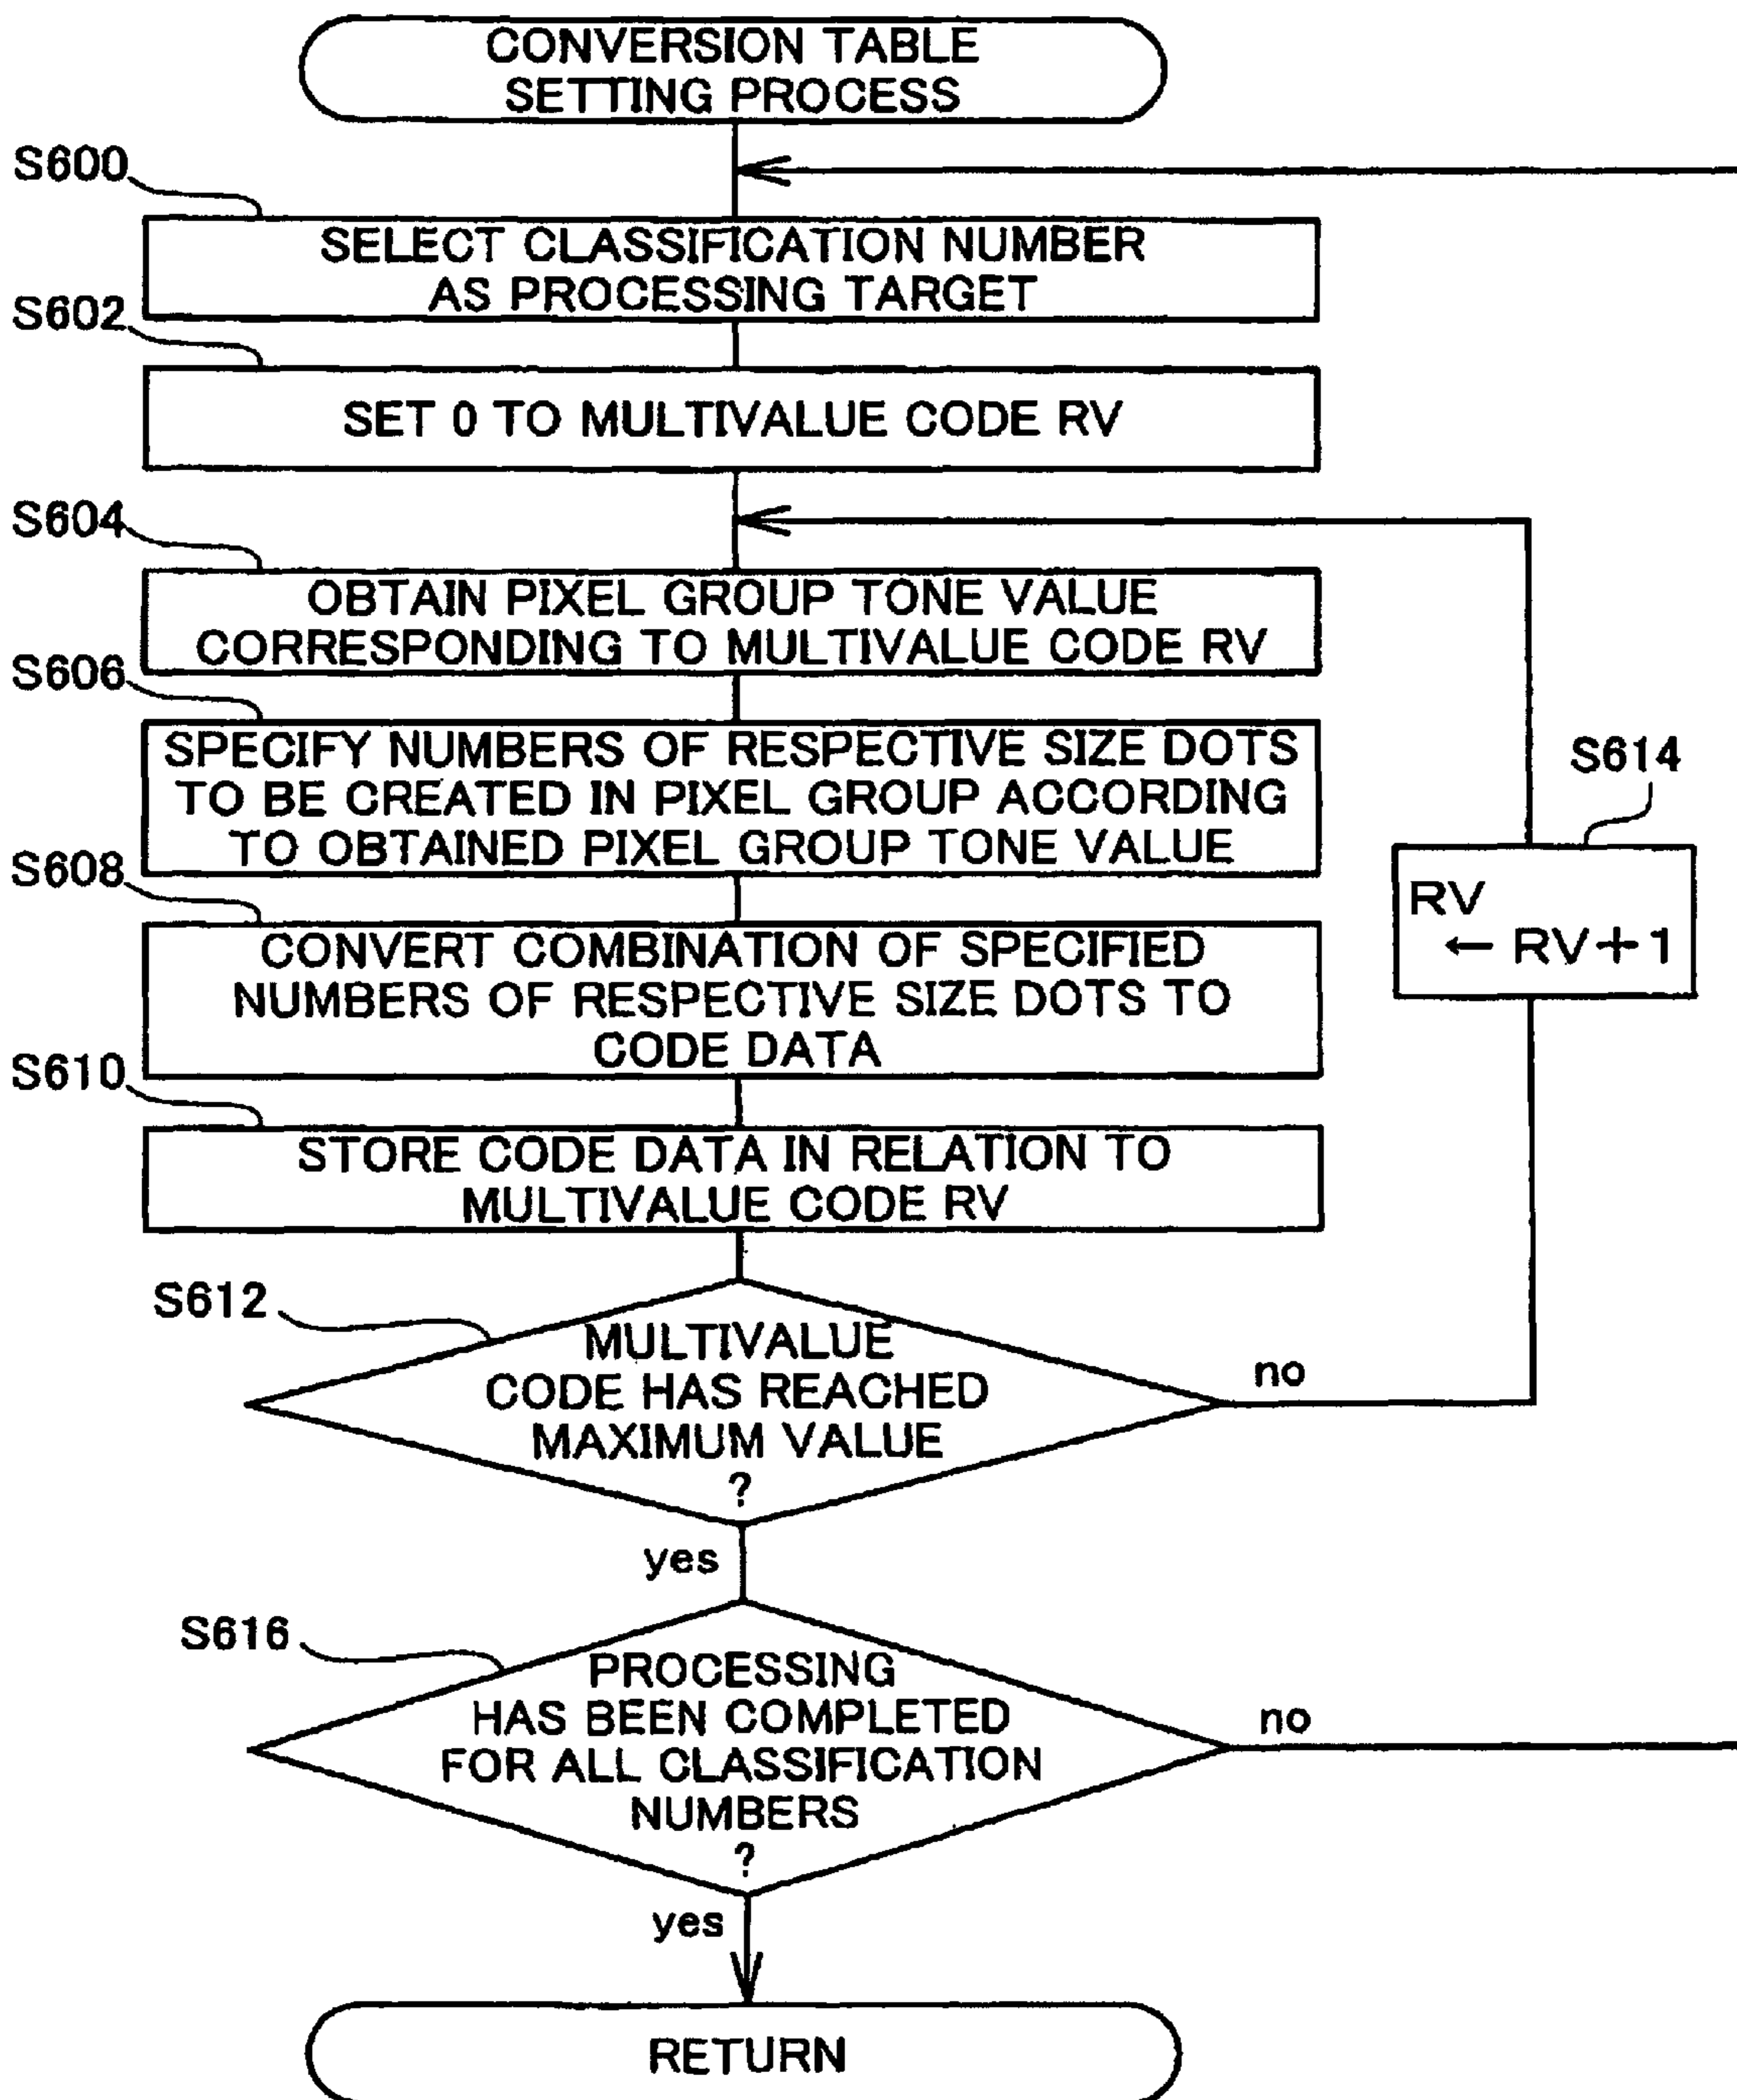 CONVERSION TABLE
SETTING PROCESS
S600
SELECT CLASSIFICATION NUMBER
AS PROCESSING TARGET
S602
SET 0 TO MULTIVALUE CODE RV
S604
OBTAIN PIXEL GROUP TONE VALUE
CORRESPONDING TO MULTIVALUE CODE RV
S606
SPECIFY NUMBERS OF RESPECTIVE SIZE DOTS
TO BE CREATED IN PIXEL GROUP ACCORDING
TO OBTAINED PIXEL GROUP TONE VALUE
S614
RV
← RV+1
S608
CONVERT COMBINATION OF SPECIFIED
NUMBERS OF RESPECTIVE SIZE DOTS TO
CODE DATA
S610
STORE CODE DATA IN RELATION TO
MULTIVALUE CODE RV
S612
MULTIVALUE
CODE HAS REACHED
MAXIMUM VALUE
?
no
yes
S616
PROCESSING
HAS BEEN COMPLETED
FOR ALL CLASSIFICATION
NUMBERS
?
no
yes
RETURN